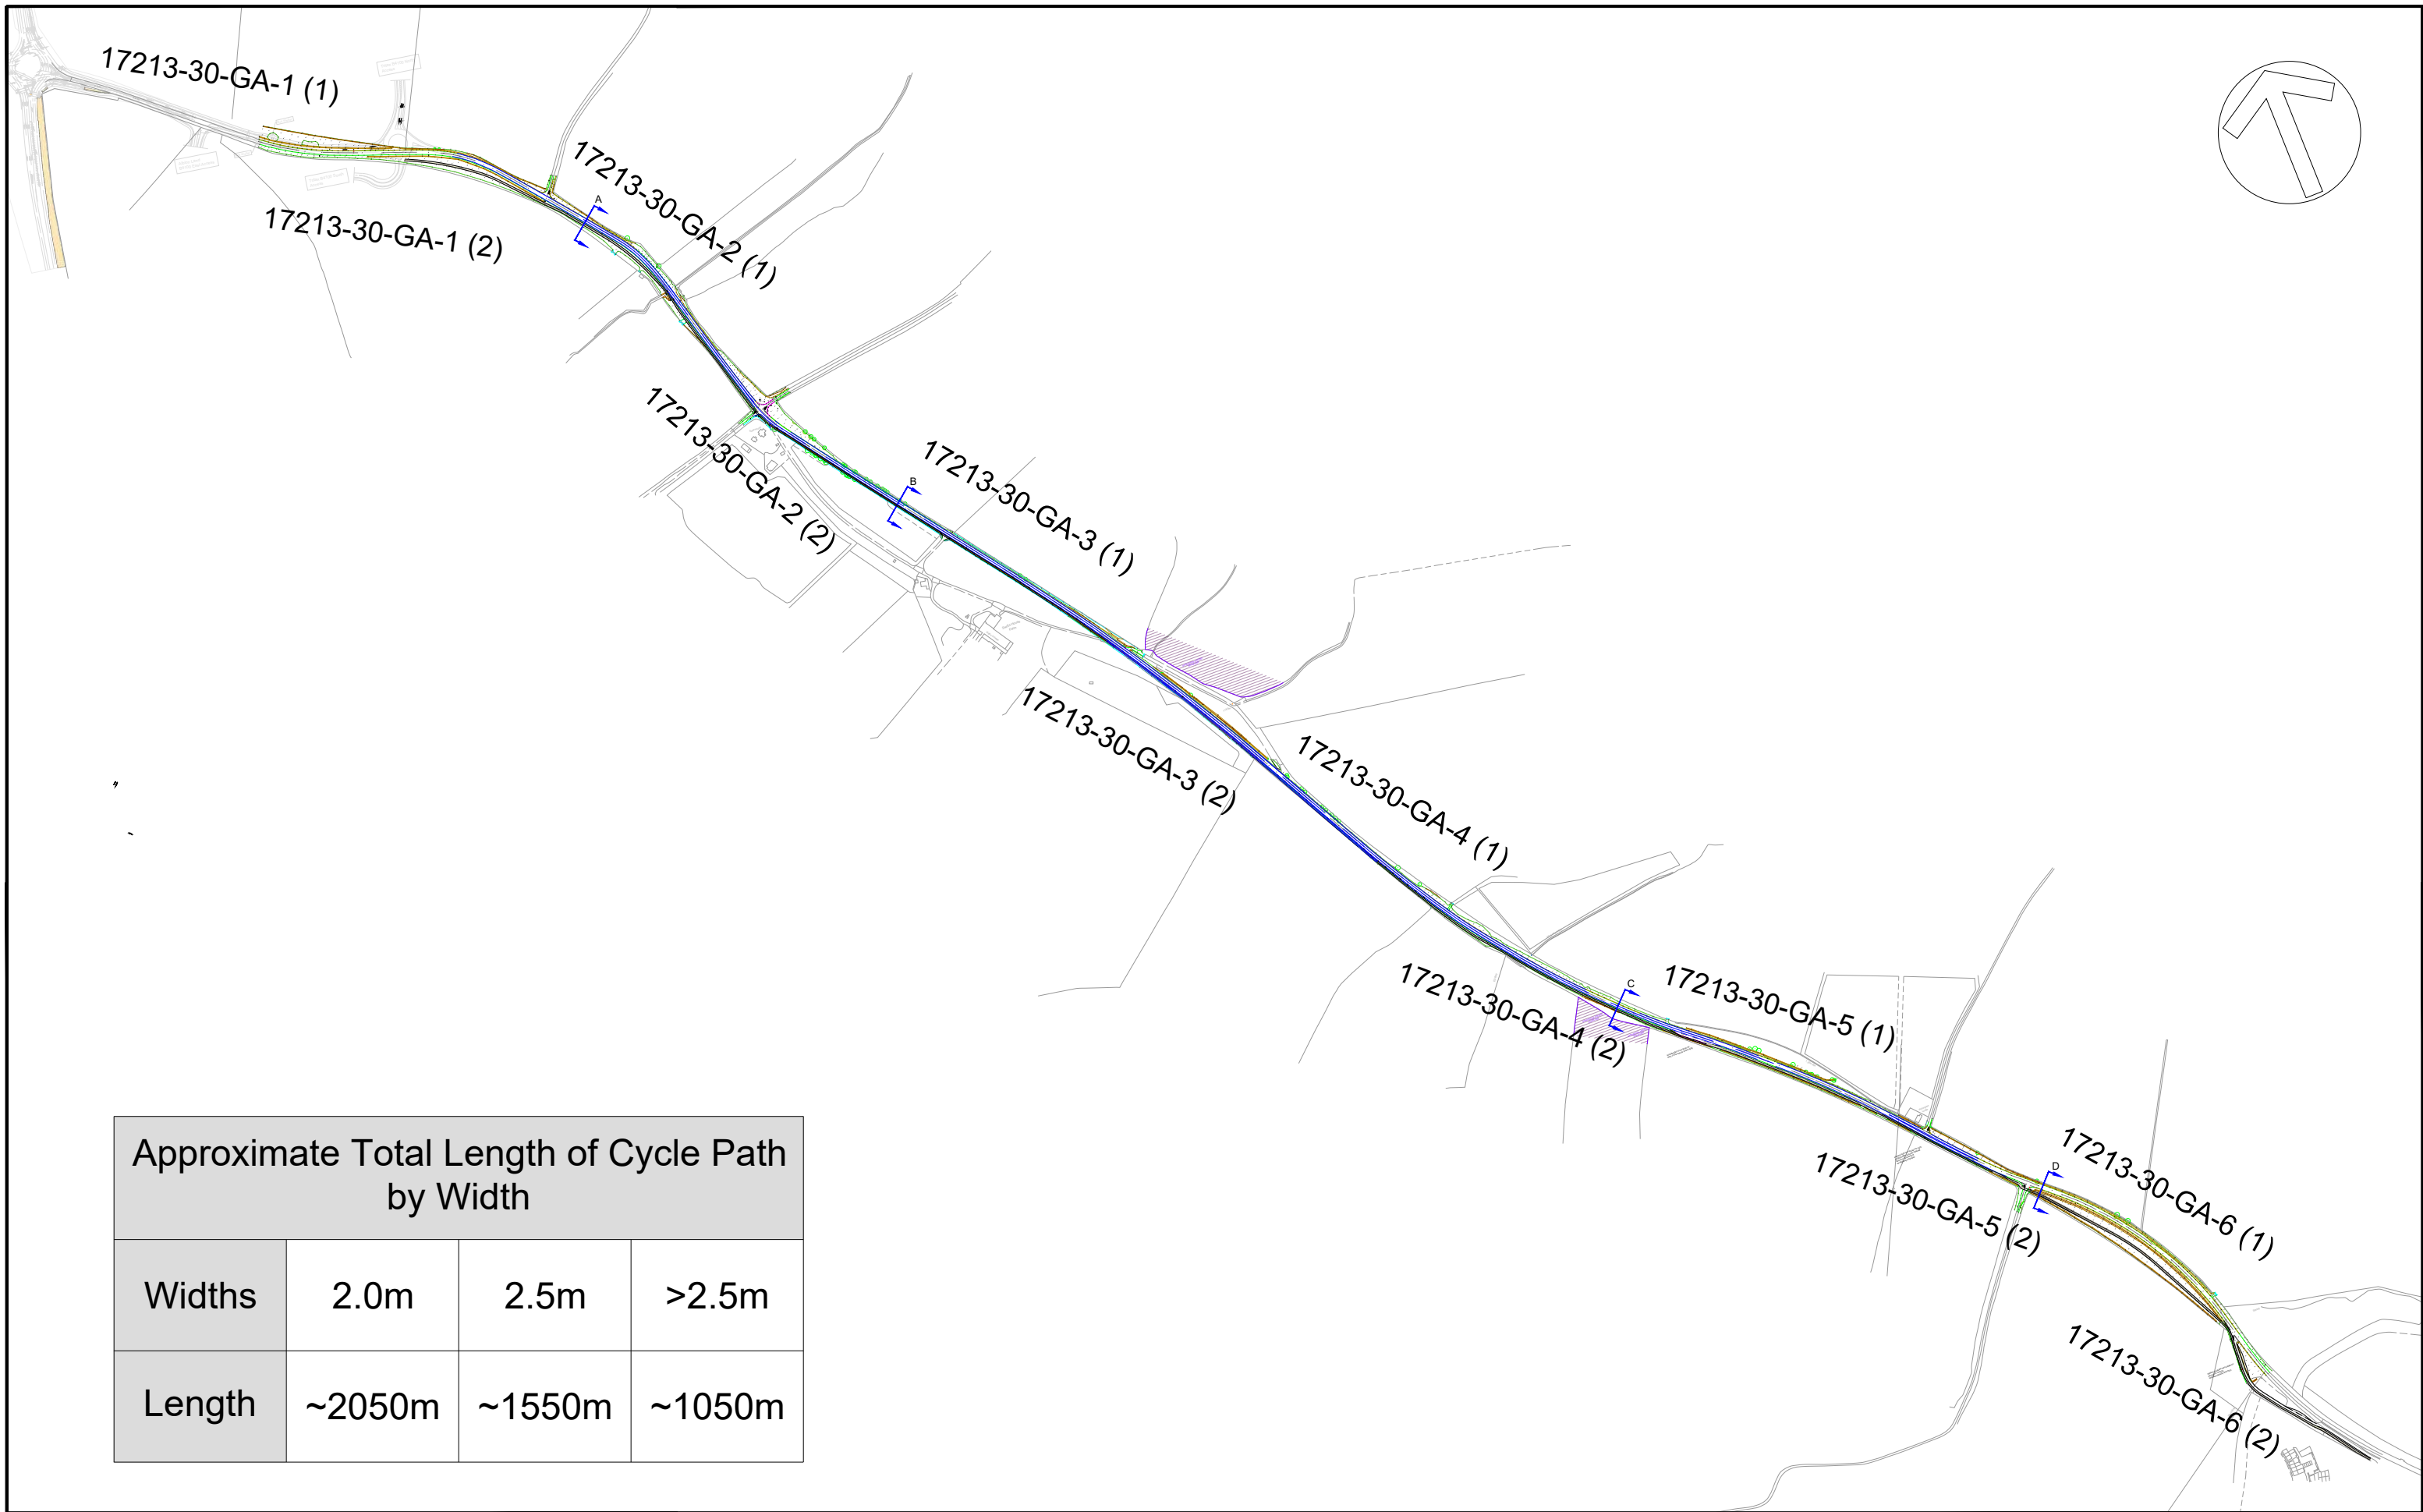 17213-30-GA-1 (1)
17213-30-GA-1 (2)
17213-30-GA-2 (1)
A
17213-30-GA-2 (2)
17213-30-GA-3 (1)
B
17213-30-GA-3 (2)
17213-30-GA-4 (1)
17213-30-GA-4 (2)
C
17213-30-GA-5 (1)
17213-30-GA-5 (2)
D
17213-30-GA-6 (1)
17213-30-GA-6 (2)
Approximate Total Length of Cycle Path
by Width
Widths 2.0m 2.5m >2.5m
Length ~2050m ~1550m ~1050m